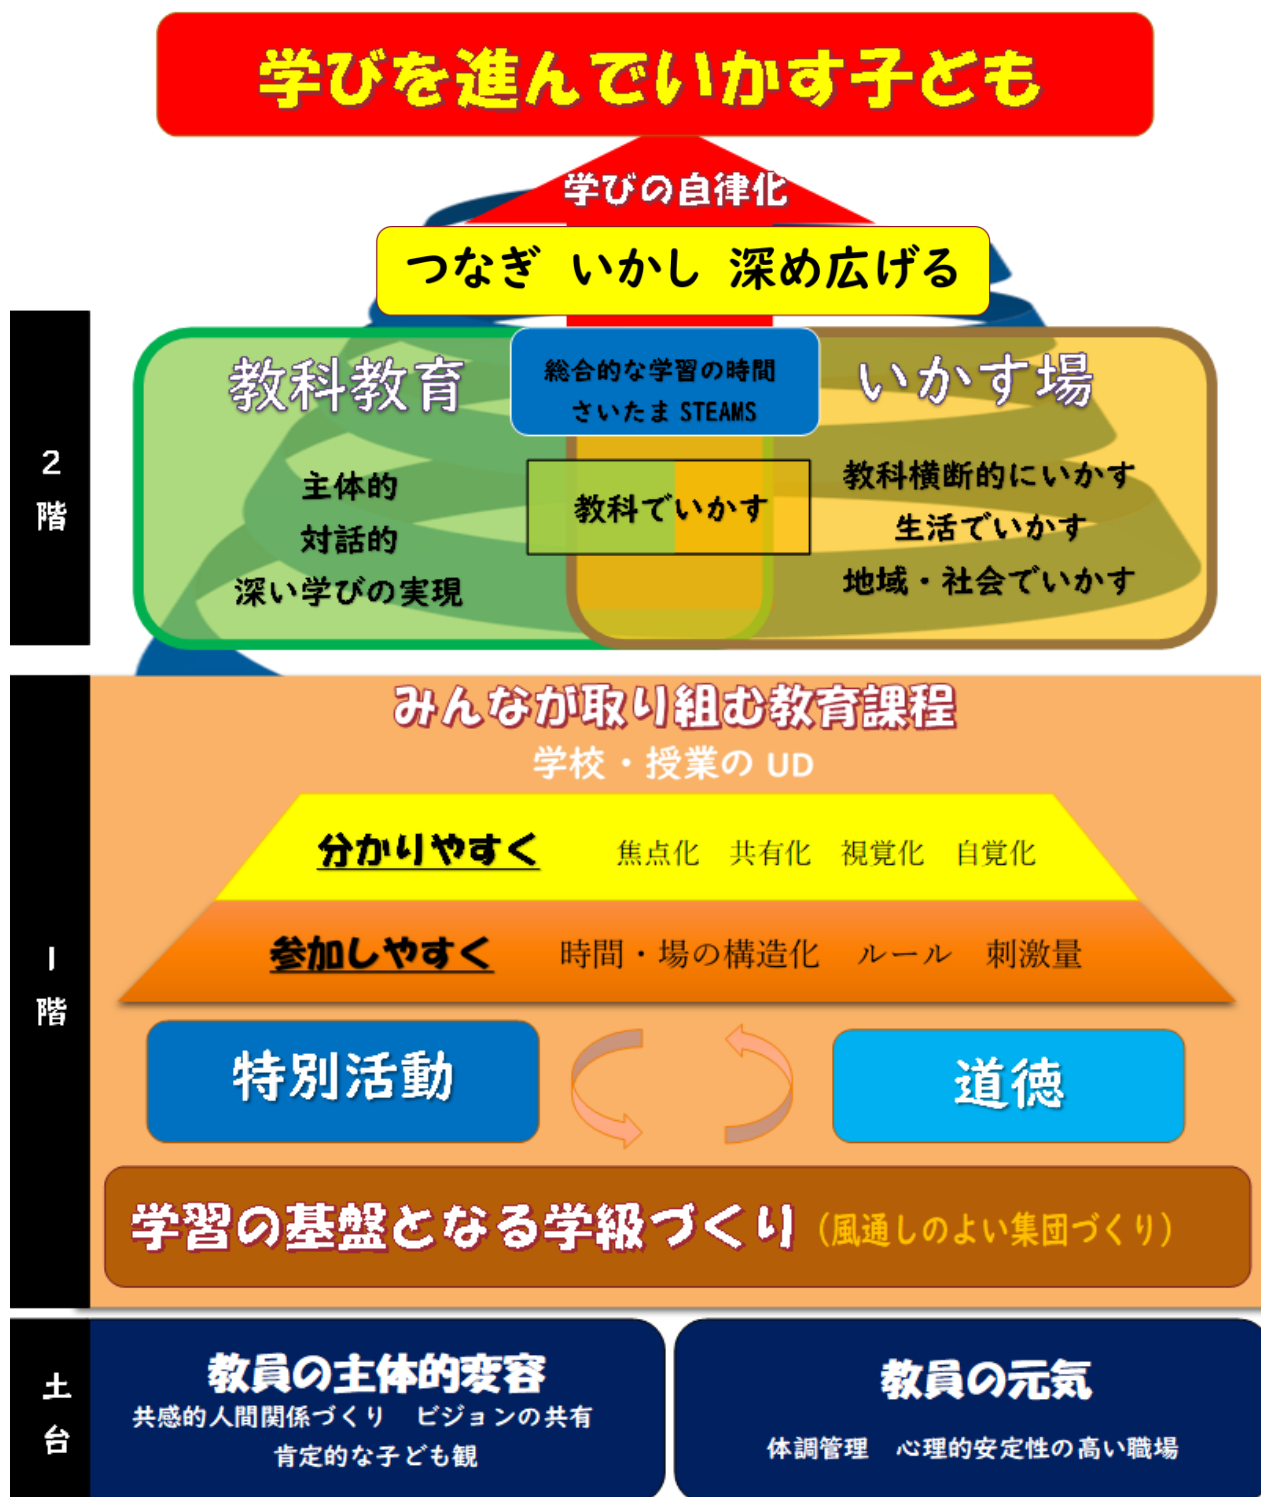 学びを進んでいかす子ども
学びの自律化
つなぎ いかし 深め広げる
2階
教科教育
主体的
対話的
深い学びの実現
総合的な学習の時間
さいたま STEAMS
教科でいかす
いかす場
教科横断的にいかす
生活でいかす
地域・社会でいかす
1階
みんなが取り組む教育課程
学校・授業の UD
分かりやすく 焦点化 共有化 視覚化 自覚化
参加しやすく 時間・場の構造化 ルール 刺激量
特別活動
道徳
学習の基盤となる学級づくり(風通しのよい集団づくり)
土台
教員の主体的変容
共感的人間関係づくり ビジョンの共有
肯定的な子ども観
教員の元気
体調管理 心理的安定性の高い職場